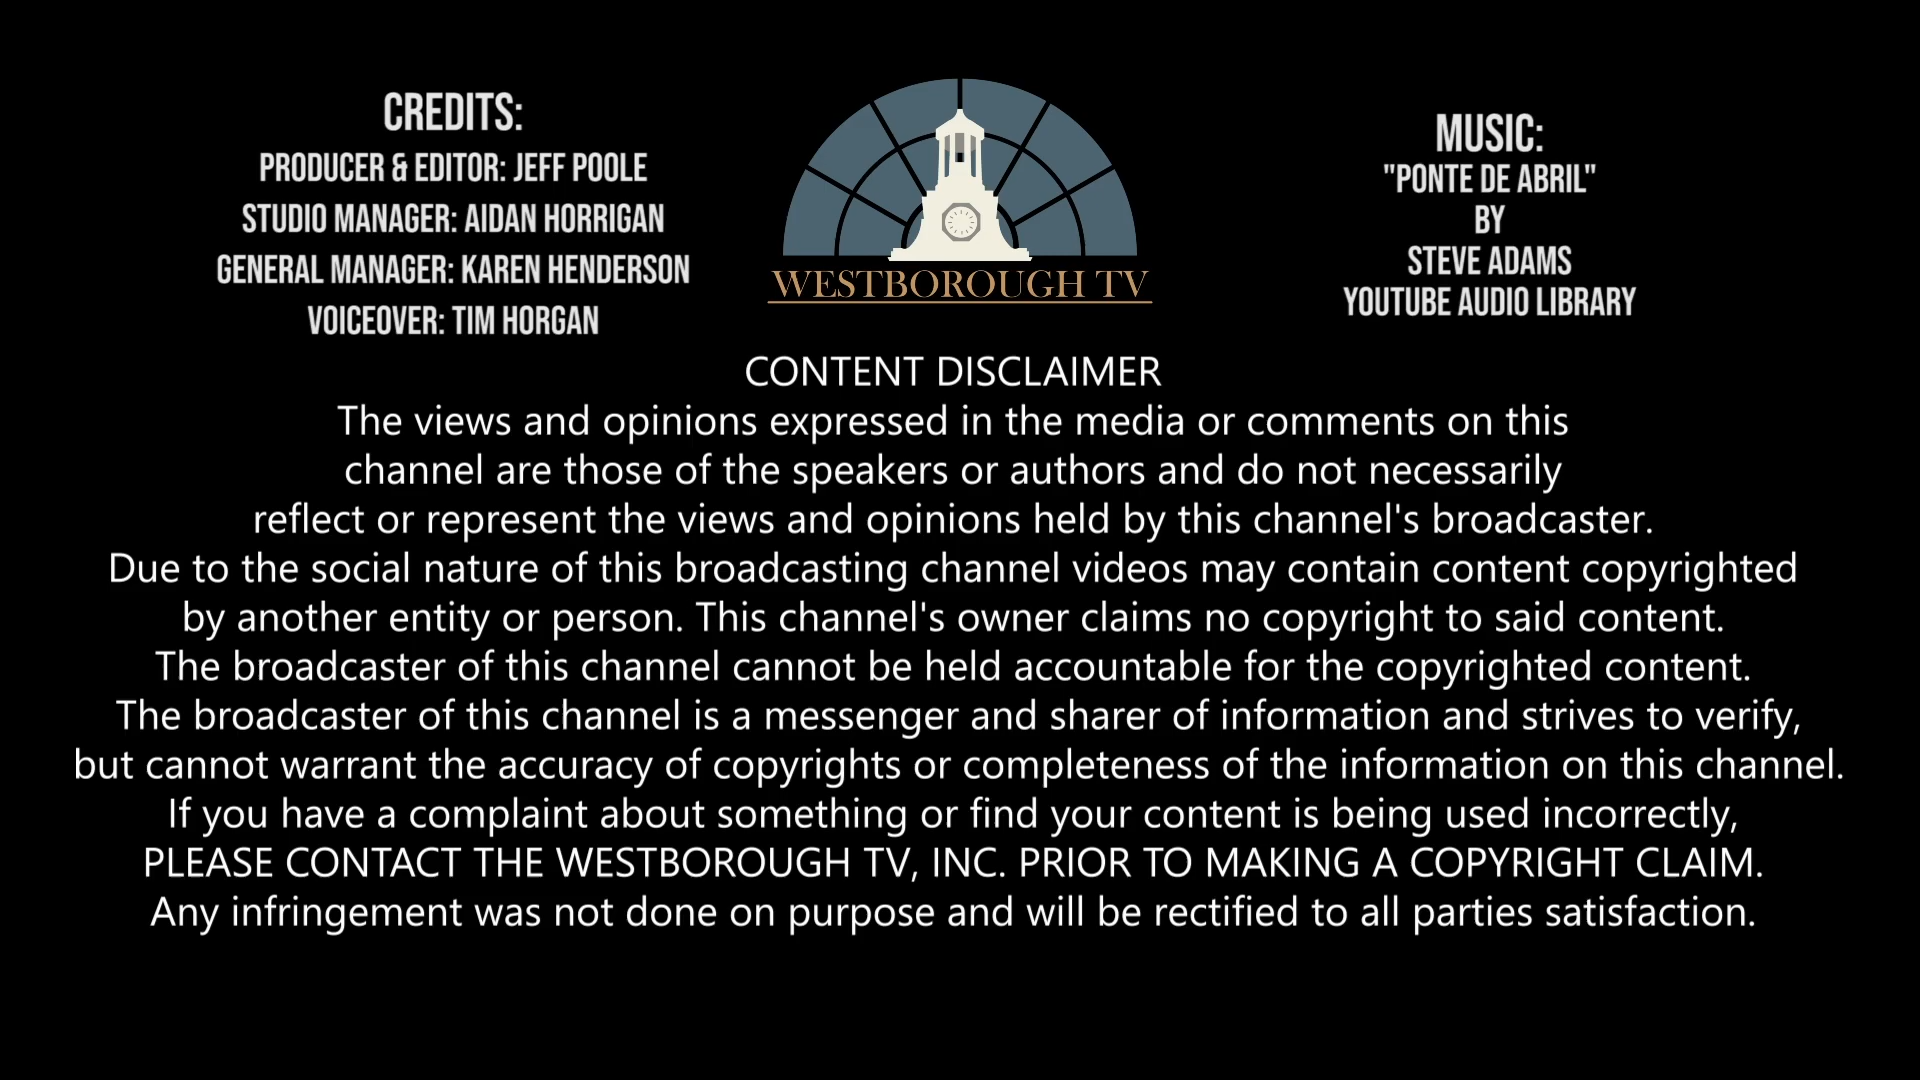 CREDITS:
PRODUCER & EDITOR: JEFF POOLE
STUDIO MANAGER: AIDAN HORRIGAN
GENERAL MANAGER: KAREN HENDERSON
VOICEOVER: TIM HORGAN
WESTBOROUGH TV
MUSIC:
"PONTE DE ABRIL"
BY
STEVE ADAMS
YOUTUBE AUDIO LIBRARY
CONTENT DISCLAIMER
The views and opinions expressed in the media or comments on this
channel are those of the speakers or authors and do not necessarily
reflect or represent the views and opinions held by this channel's broadcaster.
Due to the social nature of this broadcasting channel videos may contain content copyrighted
by another entity or person. This channel's owner claims no copyright to said content.
The broadcaster of this channel cannot be held accountable for the copyrighted content.
The broadcaster of this channel is a messenger and sharer of information and strives to verify,
but cannot warrant the accuracy of copyrights or completeness of the information on this channel.
If you have a complaint about something or find your content is being used incorrectly,
PLEASE CONTACT THE WESTBOROUGH TV, INC. PRIOR TO MAKING A COPYRIGHT CLAIM.
Any infringement was not done on purpose and will be rectified to all parties satisfaction.